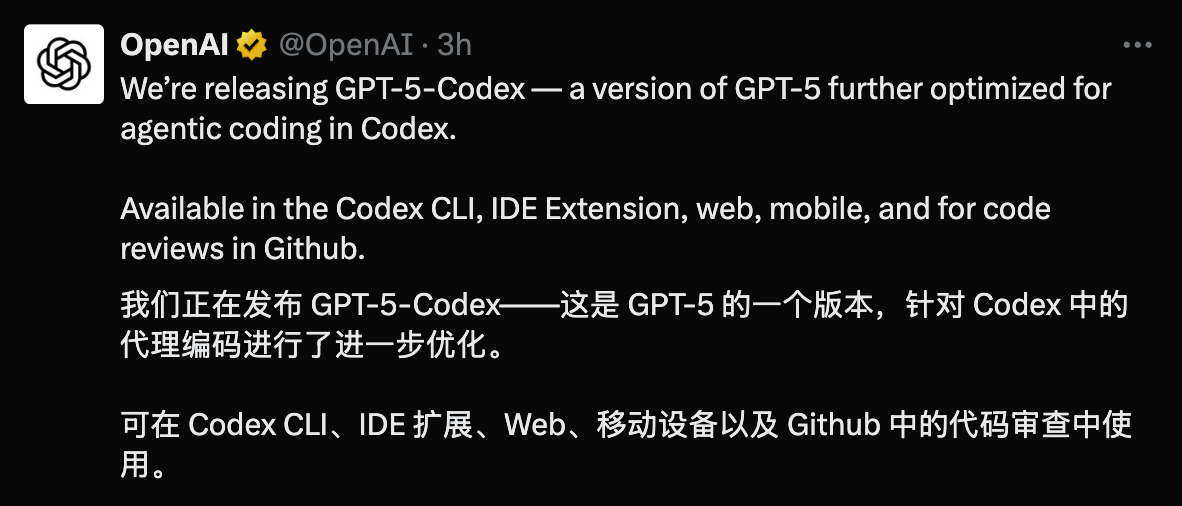 OpenAI @OpenAI · 3h
We’re releasing GPT-5-Codex — a version of GPT-5 further optimized for
agentic coding in Codex.
Available in the Codex CLI, IDE Extension, web, mobile, and for code
reviews in Github.
我们正在发布 GPT-5-Codex——这是 GPT-5 的一个版本，针对 Codex 中的
代理编码进行了进一步优化。
可在 Codex CLI、IDE 扩展、Web、移动设备以及 Github 中的代码审查中使
用。